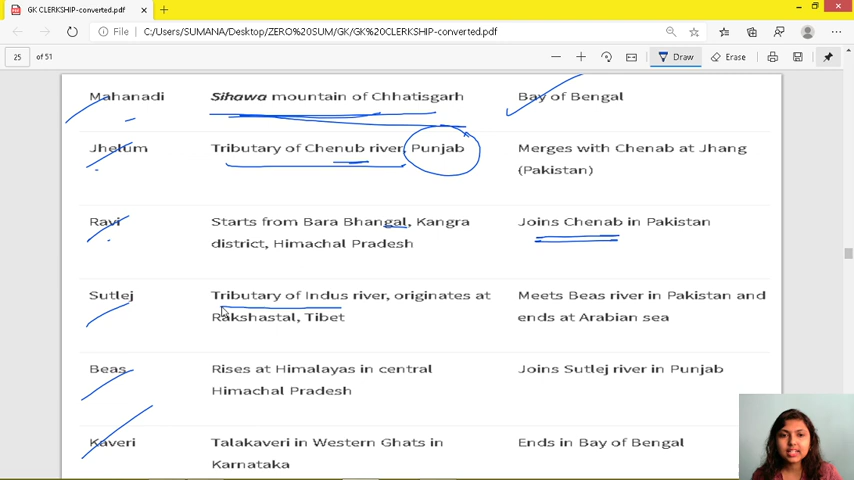 GK CLERKSHIP-converted.pdf
File | C:/Users/SUMANA/Desktop/ZERO%20SUM/GK/GK%20CLERKSHIP-converted.pdf
25 of 51
Draw Erase
Mahanadi Sihawa mountain of Chhatisgarh Bay of Bengal
Jhelum Tributary of Chenub river, Punjab Merges with Chenab at Jhang
(Pakistan)
Ravi Starts from Bara Bhangal, Kangra Joins Chenab in Pakistan
district, Himachal Pradesh
Sutlej Tributary of Indus river, originates at Meets Beas river in Pakistan and
Rakshastal, Tibet ends at Arabian sea
Beas Rises at Himalayas in central Joins Sutlej river in Punjab
Himachal Pradesh
Kaveri Talakaveri in Western Ghats in Ends in Bay of Bengal
Karnataka